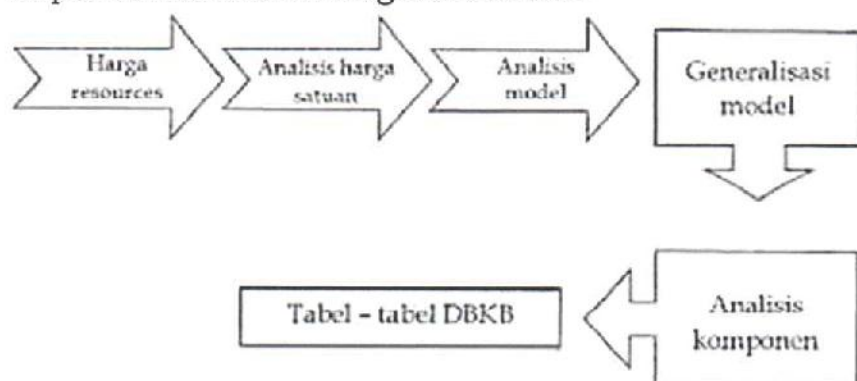 Harga
resources
Analisis harga
satuan
Analisis
model
Generalisasi
model
Analisis
komponen
Tabel - tabel DBKB